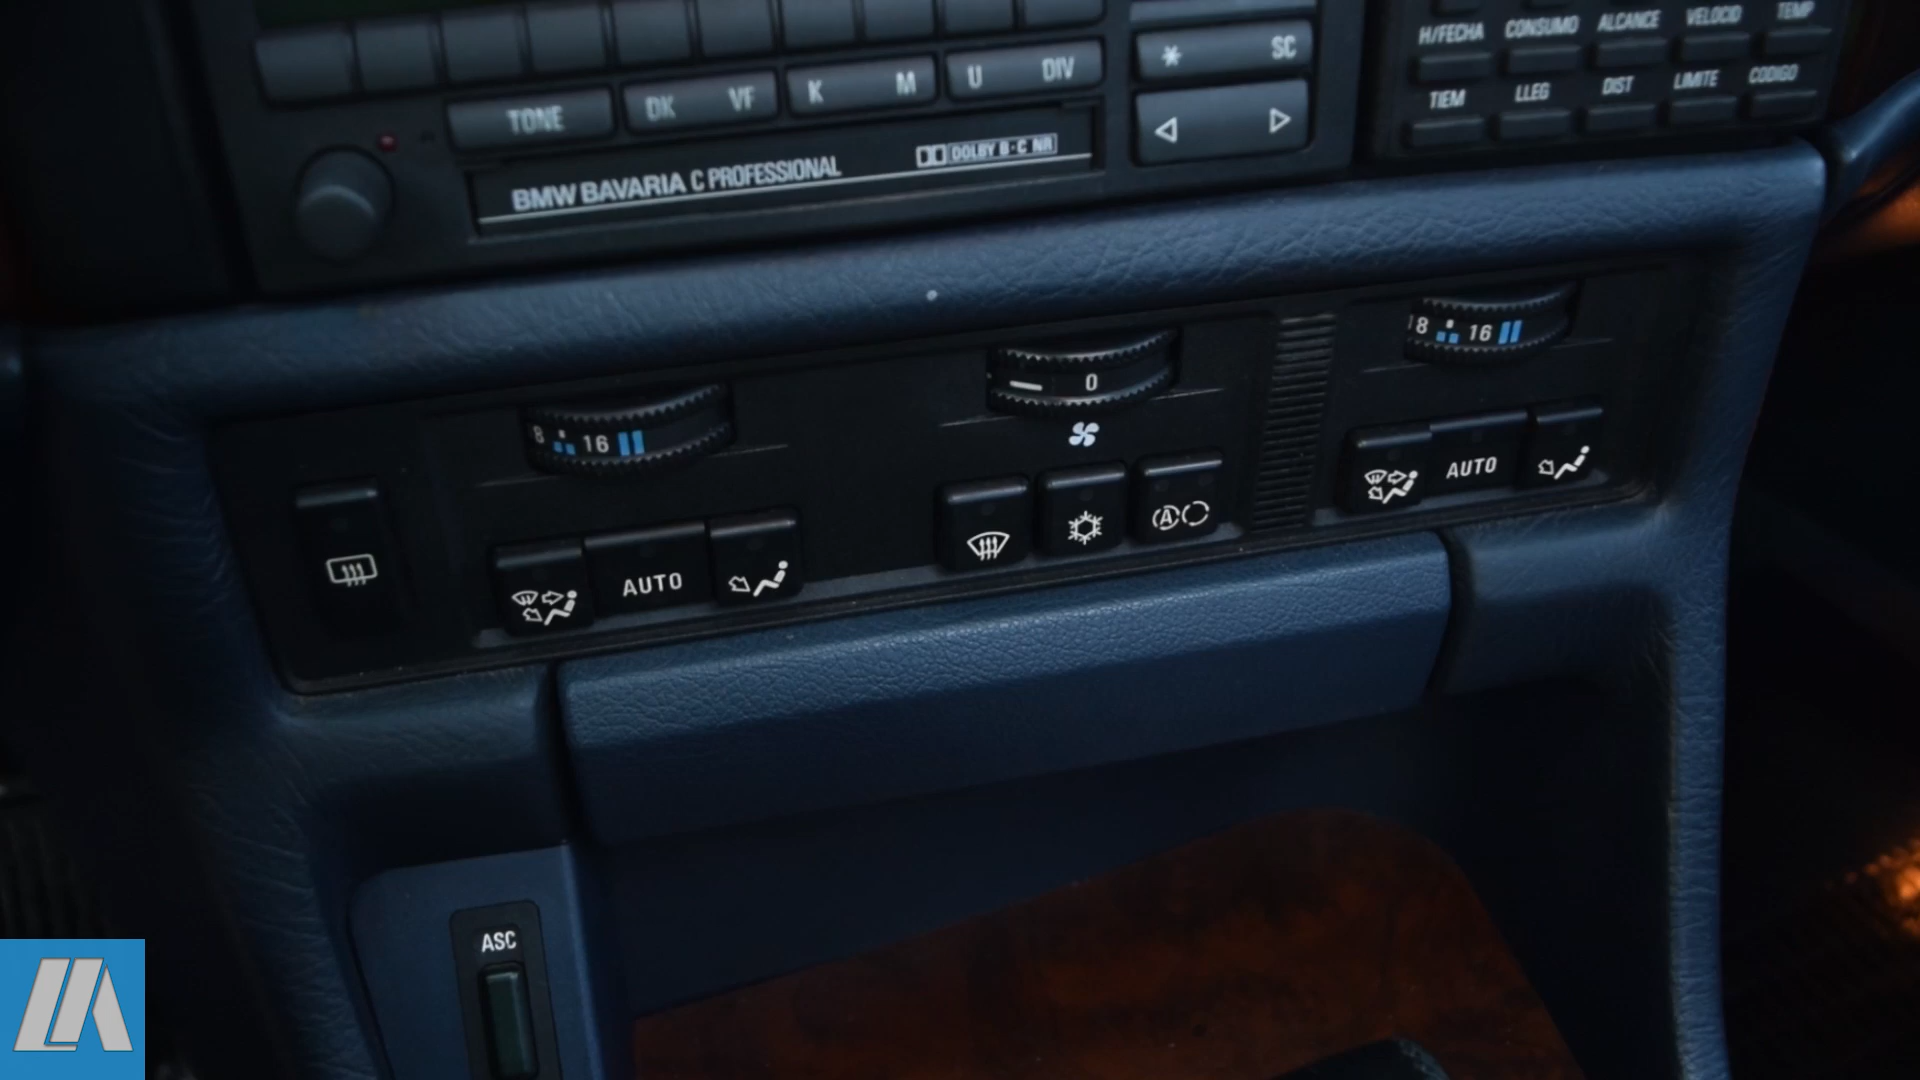 H/FECHA CONSUMO ALCANCE VELOCID TEMP
TIEM LLEG DIST LIMITE CODIGO
* SC
TONE DK VF K M U DIV
BMW BAVARIA C PROFESSIONAL
DOLBY B·C NR
18 16
0
8 16
AUTO
A
AUTO
ASC